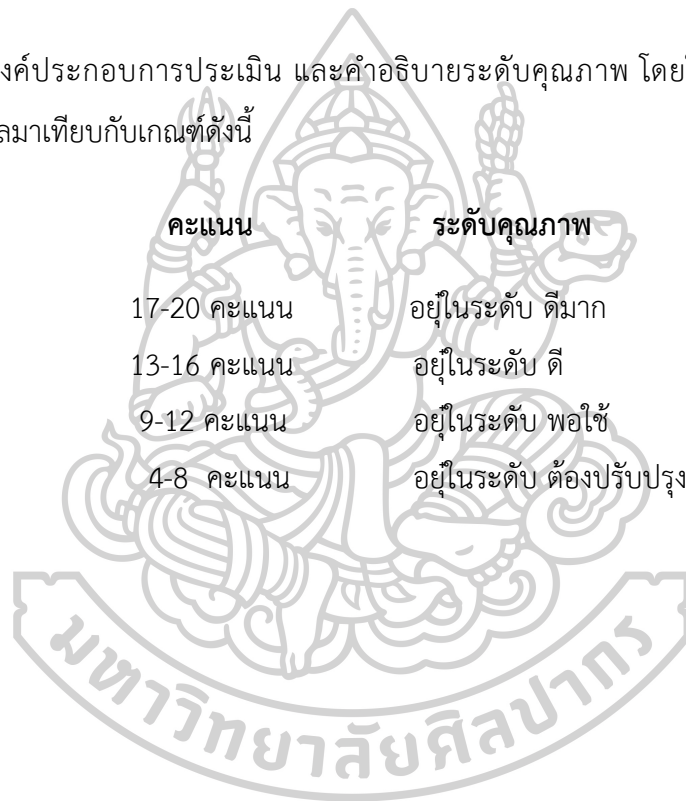 งค์ประกอบการประเมิน และคำอธิบายระดับคุณภาพ โดยใ
ลมาเทียบกับเกณฑ์ดังนี้
คะแนน ระดับคุณภาพ
17-20 คะแนน อยู่ในระดับ ดีมาก
13-16 คะแนน อยู่ในระดับ ดี
9-12 คะแนน อยู่ในระดับ พอใช้
4-8 คะแนน อยู่ในระดับ ต้องปรับปรุง
มหาวิทยาลัยศิลปากร